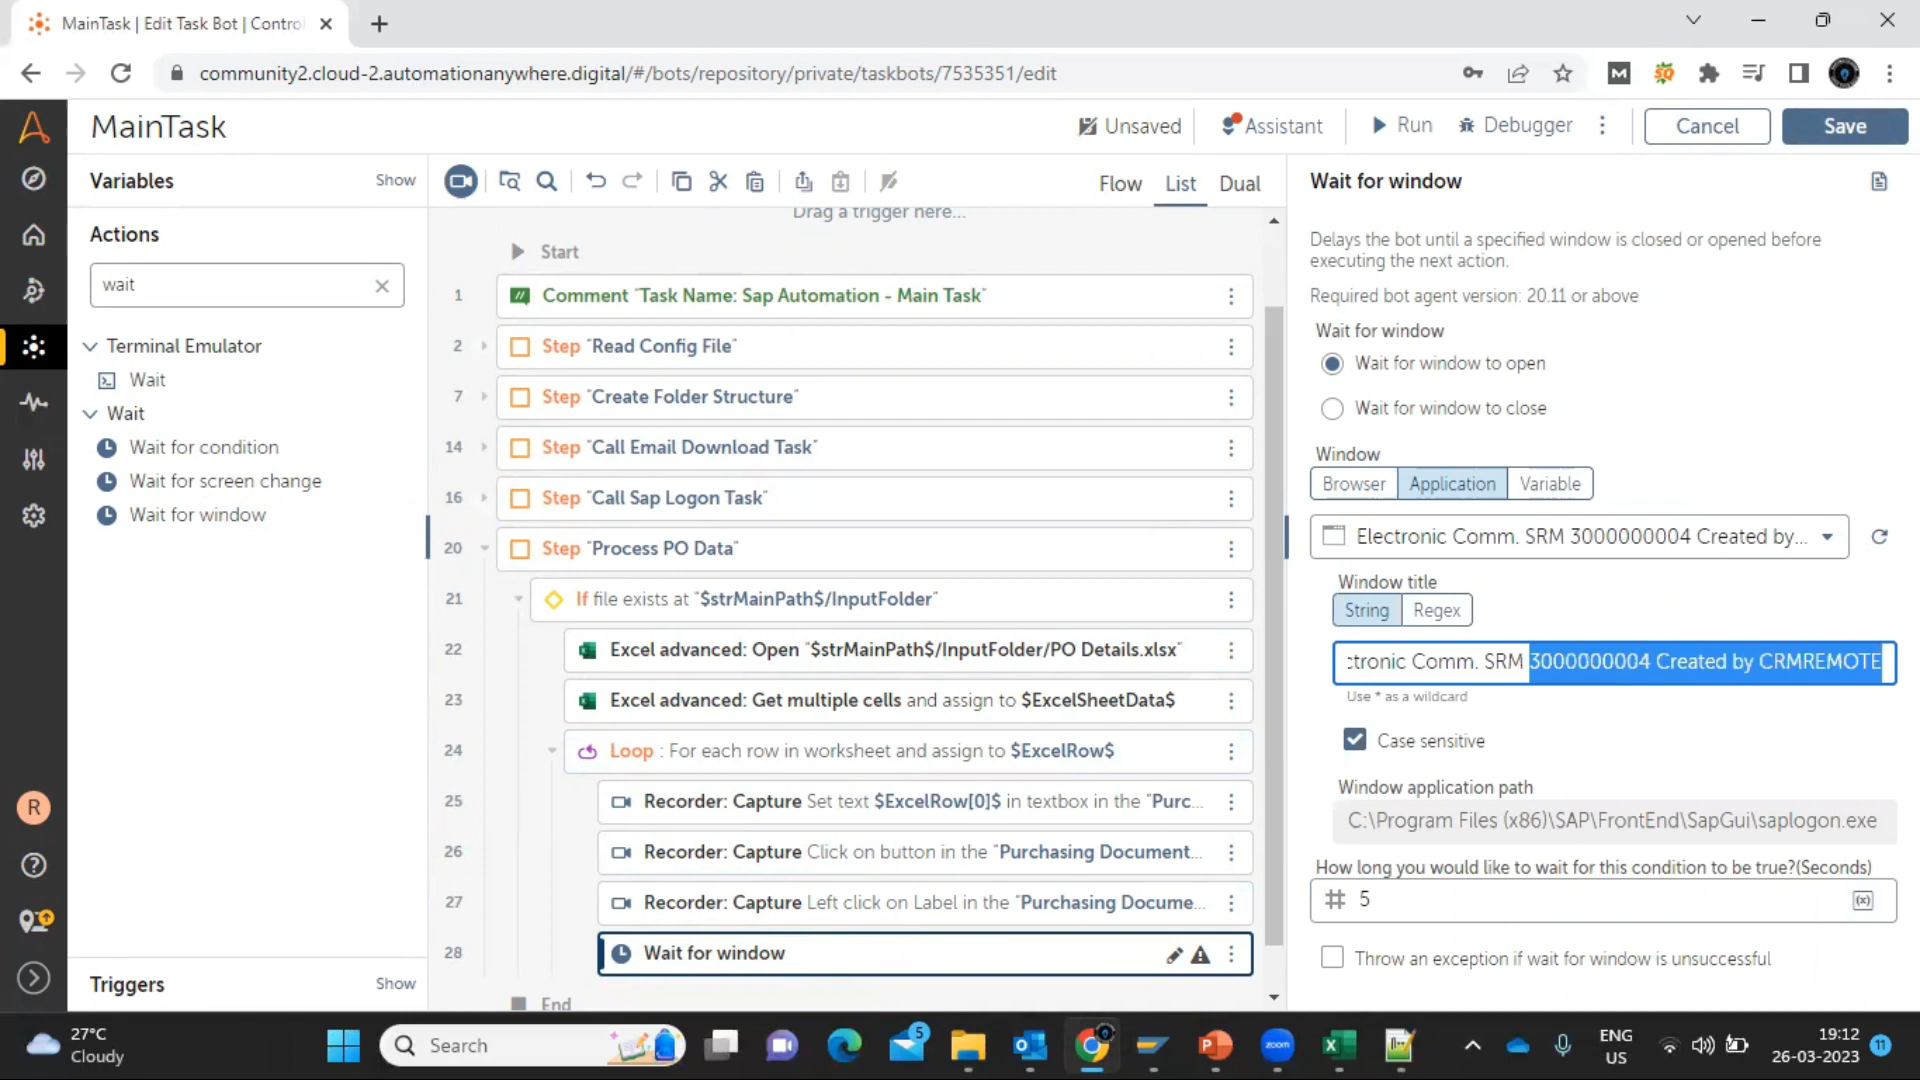 MainTask | Edit Task Bot | Contro
community2.cloud-2.automationanywhere.digital/#/bots/repository/private/taskbots/7535351/edit
MainTask
Unsaved
Assistant
Run
Debugger
Cancel
Save
Variables
Show
Actions
wait
Terminal Emulator
Wait
Wait
Wait for condition
Wait for screen change
Wait for window
Triggers
Show
Flow
List
Dual
Drag a trigger here...
Start
1 Comment "Task Name: Sap Automation - Main Task"
2 Step "Read Config File"
7 Step "Create Folder Structure"
14 Step "Call Email Download Task"
16 Step "Call Sap Logon Task"
20 Step "Process PO Data"
21 If file exists at "$strMainPath$/InputFolder"
22 Excel advanced: Open "$strMainPath$/InputFolder/PO Details.xlsx"
23 Excel advanced: Get multiple cells and assign to $ExcelSheetData$
24 Loop : For each row in worksheet and assign to $ExcelRow$
25 Recorder: Capture Set text $ExcelRow[0]$ in textbox in the "Purc...
26 Recorder: Capture Click on button in the "Purchasing Document...
27 Recorder: Capture Left click on Label in the "Purchasing Docume...
28 Wait for window
End
Wait for window
Delays the bot until a specified window is closed or opened before
executing the next action.
Required bot agent version: 20.11 or above
Wait for window
Wait for window to open
Wait for window to close
Window
Browser
Application
Variable
Electronic Comm. SRM 3000000004 Created by...
Window title
String
Regex
:tronic Comm. SRM 3000000004 Created by CRMREMOTE
Use * as a wildcard
Case sensitive
Window application path
C:\Program Files (x86)\SAP\FrontEnd\SapGui\saplogon.exe
How long you would like to wait for this condition to be true?(Seconds)
# 5
(x)
Throw an exception if wait for window is unsuccessful
R
27°C
Cloudy
Search
5
zoom
ENG
US
19:12
26-03-2023
11